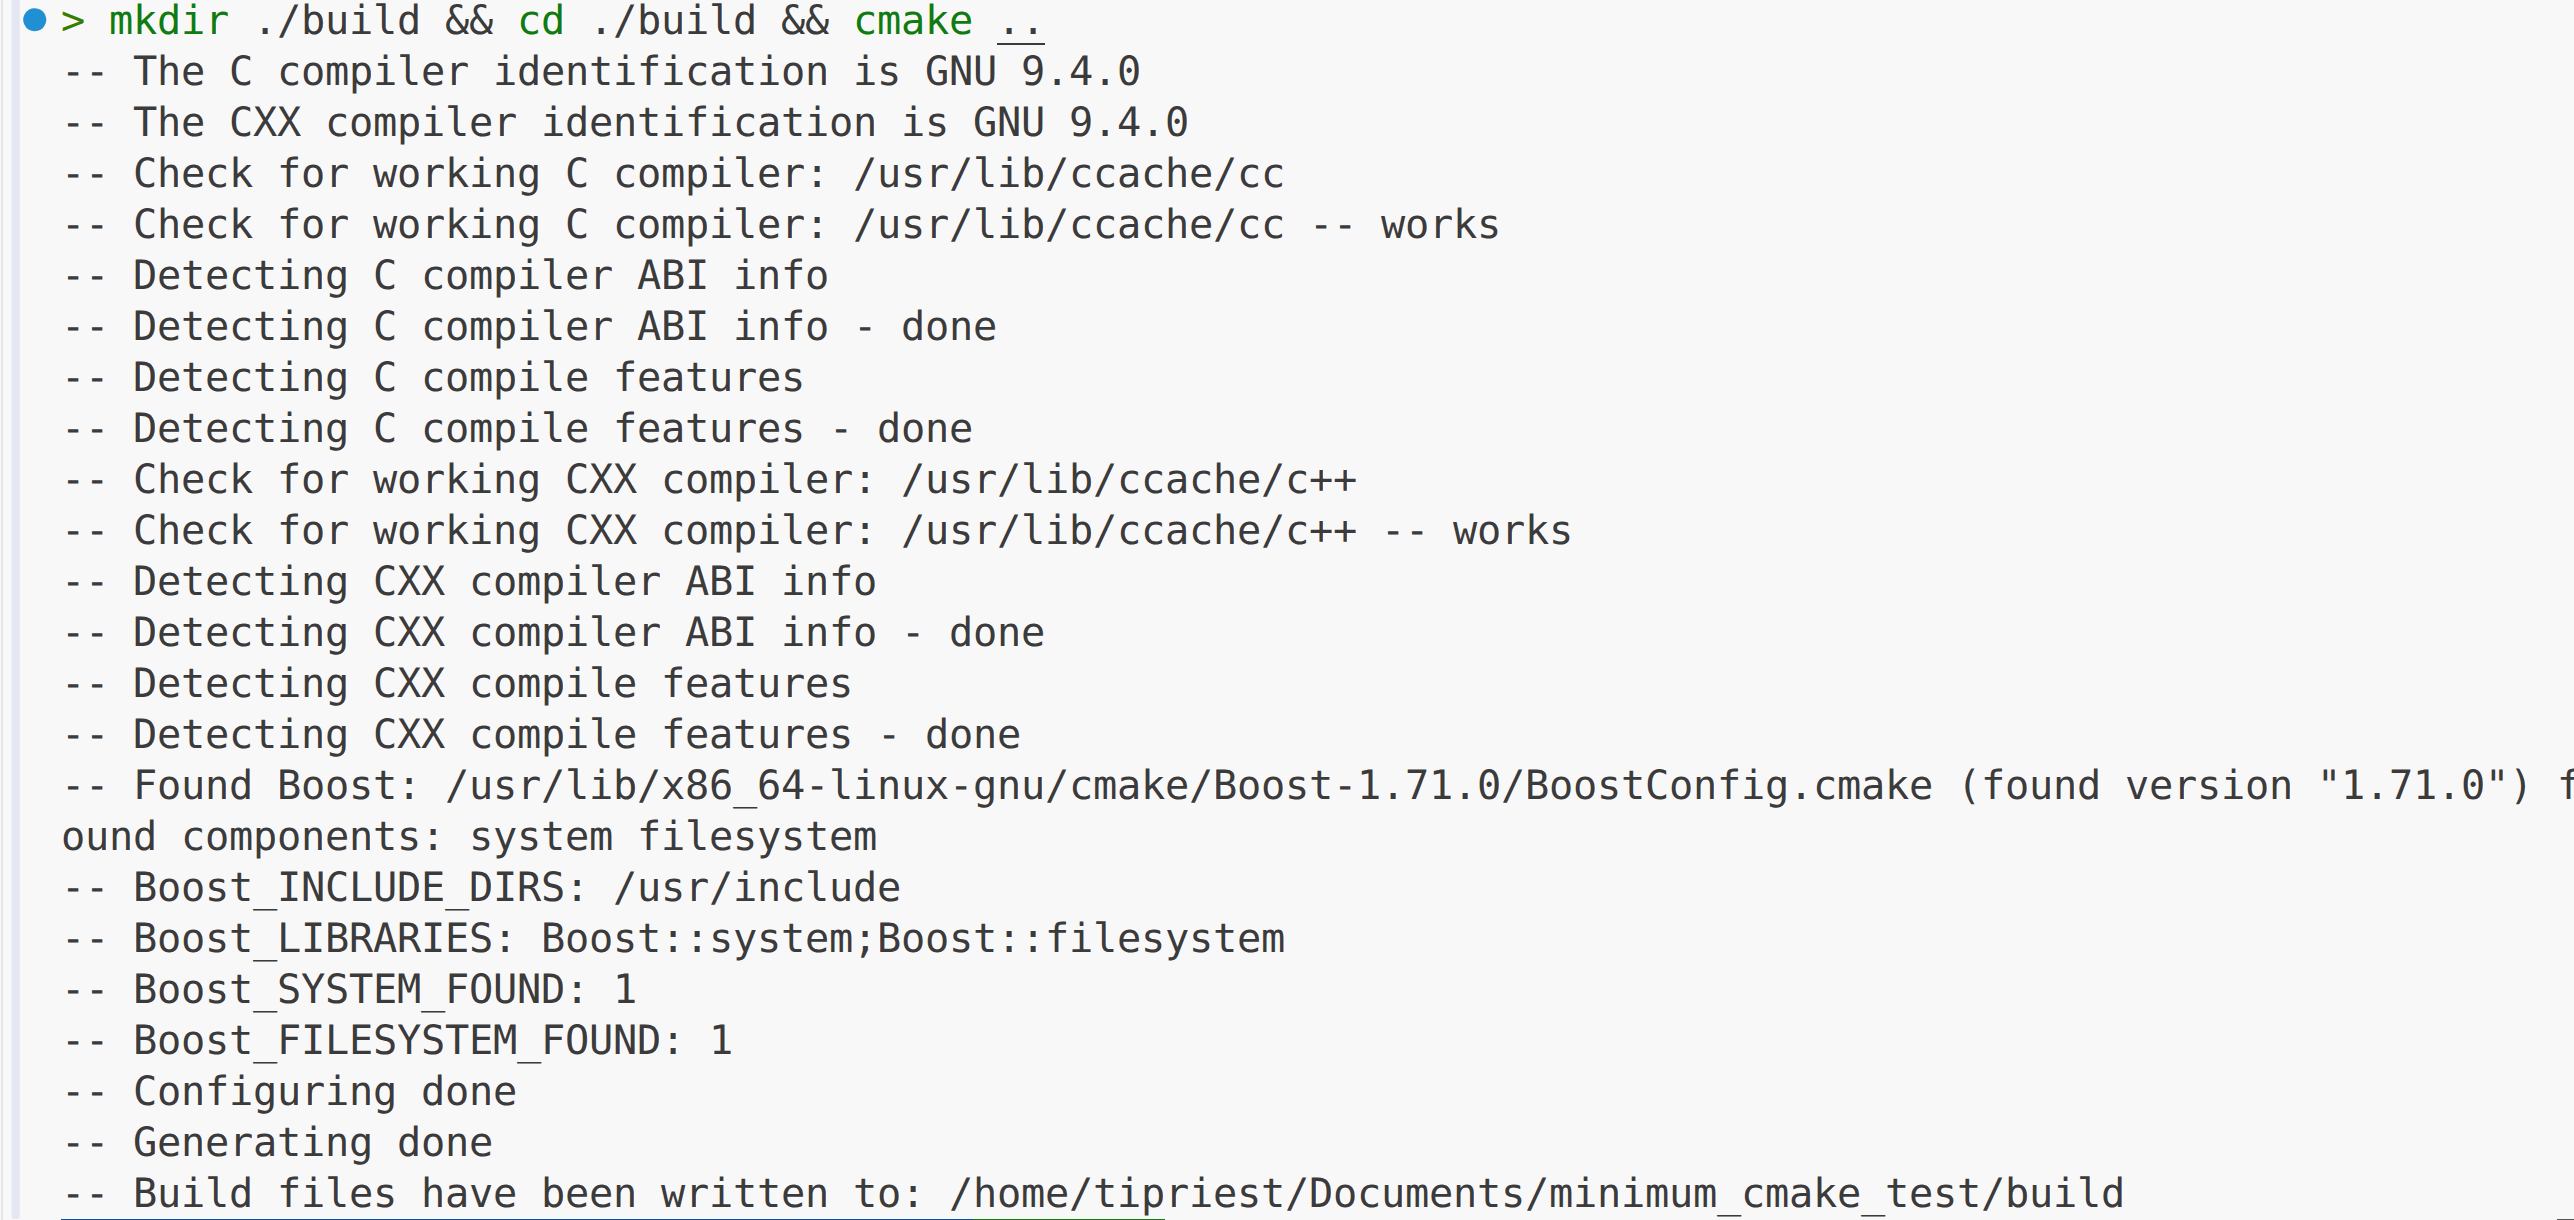 > mkdir ./build && cd ./build && cmake ..
-- The C compiler identification is GNU 9.4.0
-- The CXX compiler identification is GNU 9.4.0
-- Check for working C compiler: /usr/lib/ccache/cc
-- Check for working C compiler: /usr/lib/ccache/cc -- works
-- Detecting C compiler ABI info
-- Detecting C compiler ABI info - done
-- Detecting C compile features
-- Detecting C compile features - done
-- Check for working CXX compiler: /usr/lib/ccache/c++
-- Check for working CXX compiler: /usr/lib/ccache/c++ -- works
-- Detecting CXX compiler ABI info
-- Detecting CXX compiler ABI info - done
-- Detecting CXX compile features
-- Detecting CXX compile features - done
-- Found Boost: /usr/lib/x86_64-linux-gnu/cmake/Boost-1.71.0/BoostConfig.cmake (found version "1.71.0") f
ound components: system filesystem
-- Boost_INCLUDE_DIRS: /usr/include
-- Boost_LIBRARIES: Boost::system;Boost::filesystem
-- Boost_SYSTEM_FOUND: 1
-- Boost_FILESYSTEM_FOUND: 1
-- Configuring done
-- Generating done
-- Build files have been written to: /home/tipriest/Documents/minimum_cmake_test/build